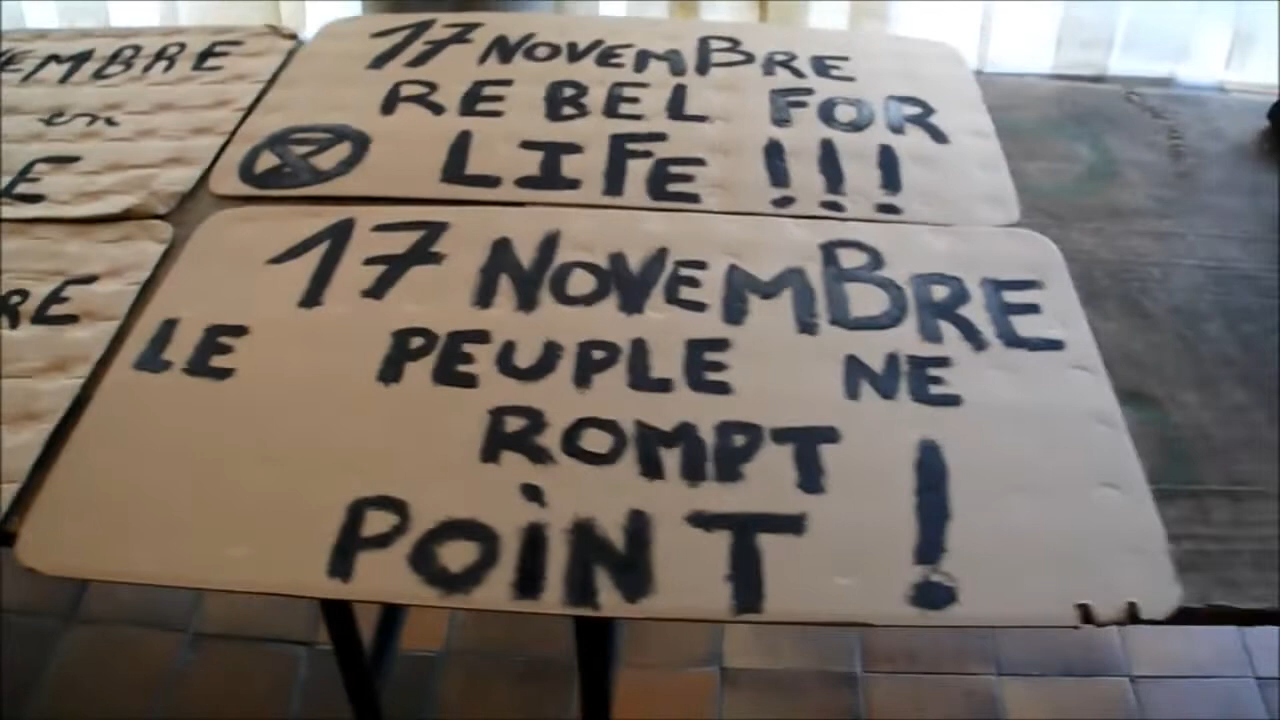 17 NOVEMBRE
REBEL FOR
LIFE !!!
17 NOVEMBRE
LE PEUPLE NE
ROMPT
POINT !
EMBRE
en
E
RE